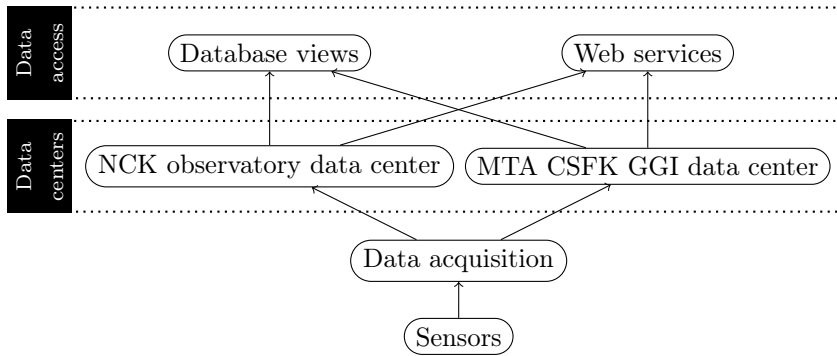 Data
access
Database views
Web services
Data
centers
NCK observatory data center
MTA CSFK GGI data center
Data acquisition
Sensors